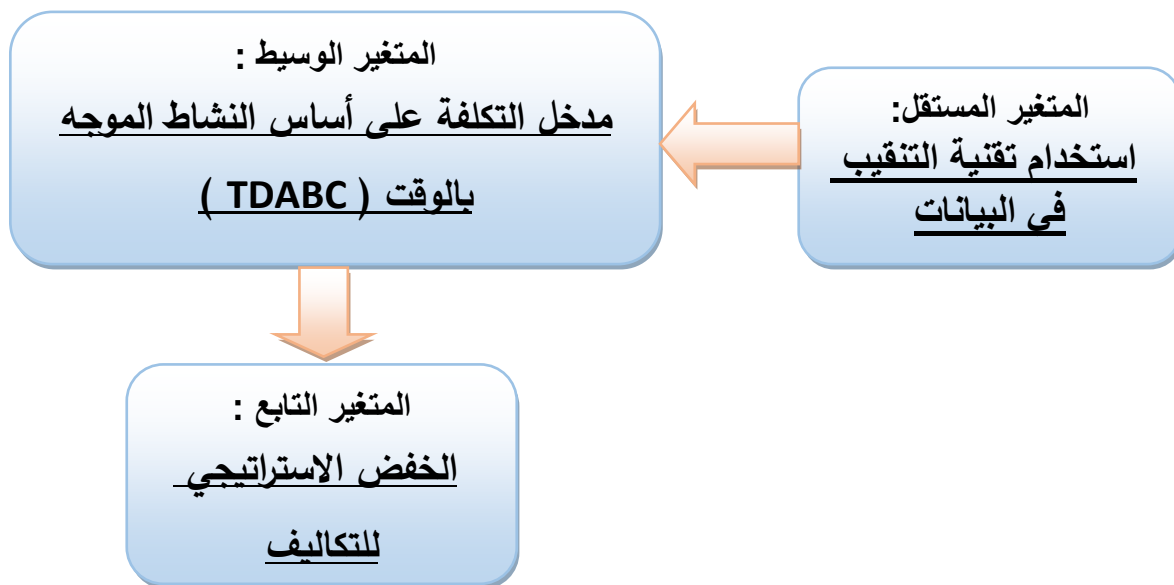 المتغير المستقل:
استخدام تقنية التنقيب
في البيانات
المتغير الوسيط :
مدخل التكلفة على أساس النشاط الموجه
بالوقت ( TDABC )
المتغير التابع :
الخفض الاستراتيجي
للتكاليف